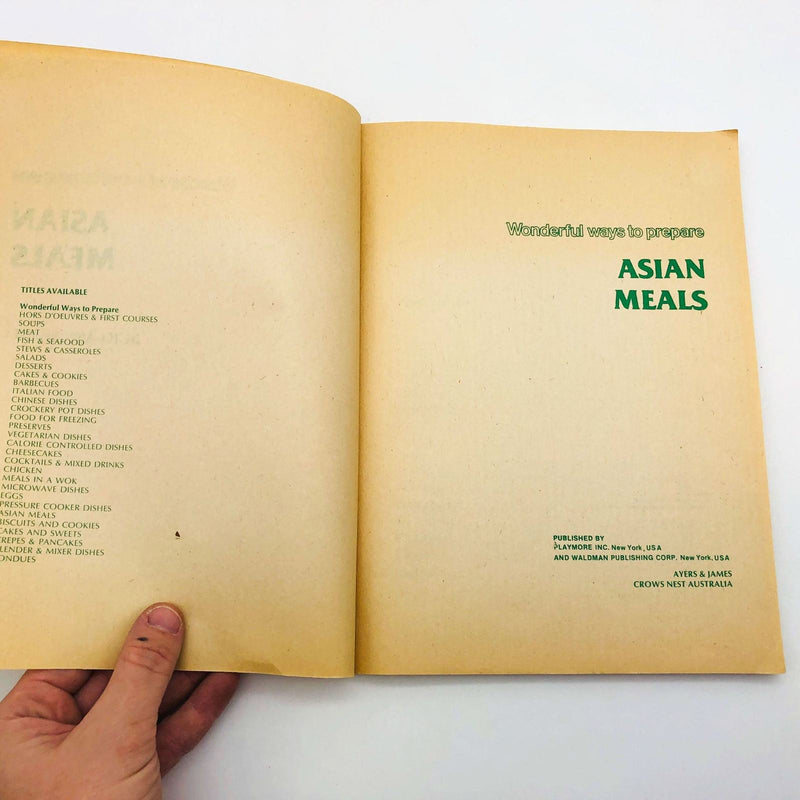 TITLES AVAILABLE
Wonderful Ways to Prepare
HORS D'OEUVRES & FIRST COURSES
SOUPS
MEAT
FISH & SEAFOOD
STEWS & CASSEROLES
SALADS
DESSERTS
CAKES & COOKIES
BARBECUES
ITALIAN FOOD
CHINESE DISHES
CROCKERY POT DISHES
FOOD FOR FREEZING
PRESERVES
VEGETARIAN DISHES
CALORIE CONTROLLED DISHES
CHEESECAKES
COCKTAILS & MIXED DRINKS
CHICKEN
MEALS IN A WOK
MICROWAVE DISHES
EGGS
PRESSURE COOKER DISHES
ASIAN MEALS
BISCUITS AND COOKIES
CAKES AND SWEETS
CREPES & PANCAKES
LENDER & MIXER DISHES
ONDUES
Wonderful ways to prepare
ASIAN
MEALS
PUBLISHED BY
PLAYMORE INC. New York, USA
AND WALDMAN PUBLISHING CORP. New York, USA
AYERS & JAMES
CROWS NEST AUSTRALIA